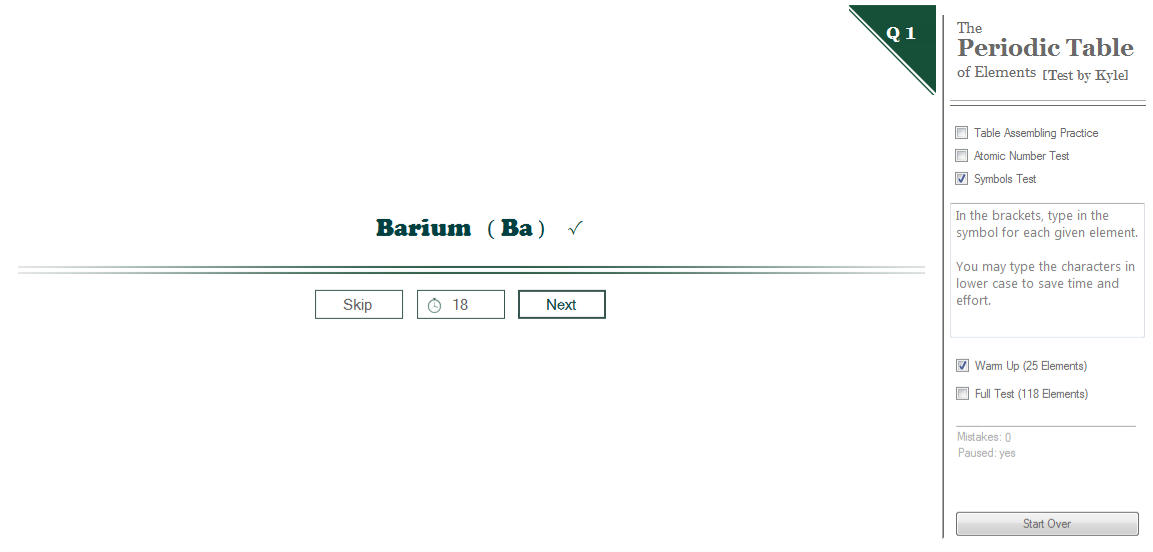 Q 1
Barium ( Ba ) ✓
Skip
18
Next
The
Periodic Table
of Elements [Test by Kyle]
Table Assembling Practice
Atomic Number Test
Symbols Test
In the brackets, type in the
symbol for each given element.
You may type the characters in
lower case to save time and
effort.
Warm Up (25 Elements)
Full Test (118 Elements)
Mistakes: 0
Paused: yes
Start Over